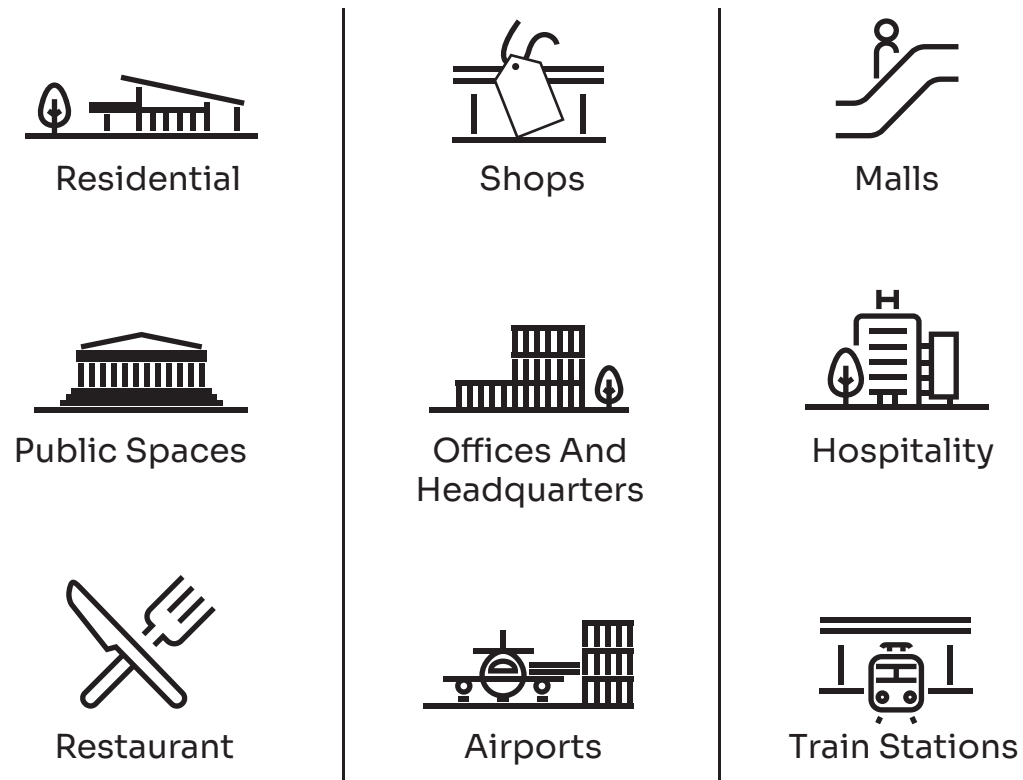 Residential
Shops
Malls
Public Spaces
Offices And
Headquarters
Hospitality
Restaurant
Airports
Train Stations